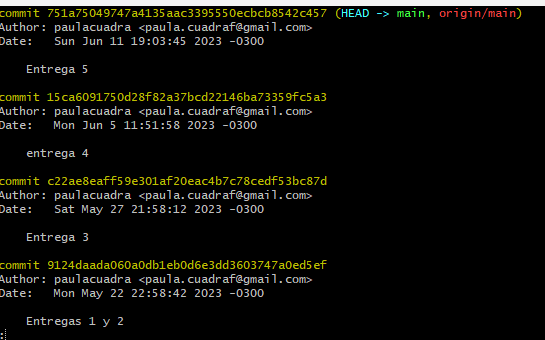 commit 751a75049747a4135aac3395550ecbcb8542c457 (HEAD -> main, origin/main)
Author: paulacuadra <paula.cuadraf@gmail.com>
Date:   Sun Jun 11 19:03:45 2023 -0300
    Entrega 5
commit 15ca6091750d28f82a37bcd22146ba73359fc5a3
Author: paulacuadra <paula.cuadraf@gmail.com>
Date:   Mon Jun 5 11:51:58 2023 -0300
    entrega 4
commit c22ae8eaff59e301af20eac4b7c78cedf53bc87d
Author: paulacuadra <paula.cuadraf@gmail.com>
Date:   Sat May 27 21:58:12 2023 -0300
    Entrega 3
commit 9124daada060a0db1eb0d6e3dd3603747a0ed5ef
Author: paulacuadra <paula.cuadraf@gmail.com>
Date:   Mon May 22 22:58:42 2023 -0300
    Entregas 1 y 2
: